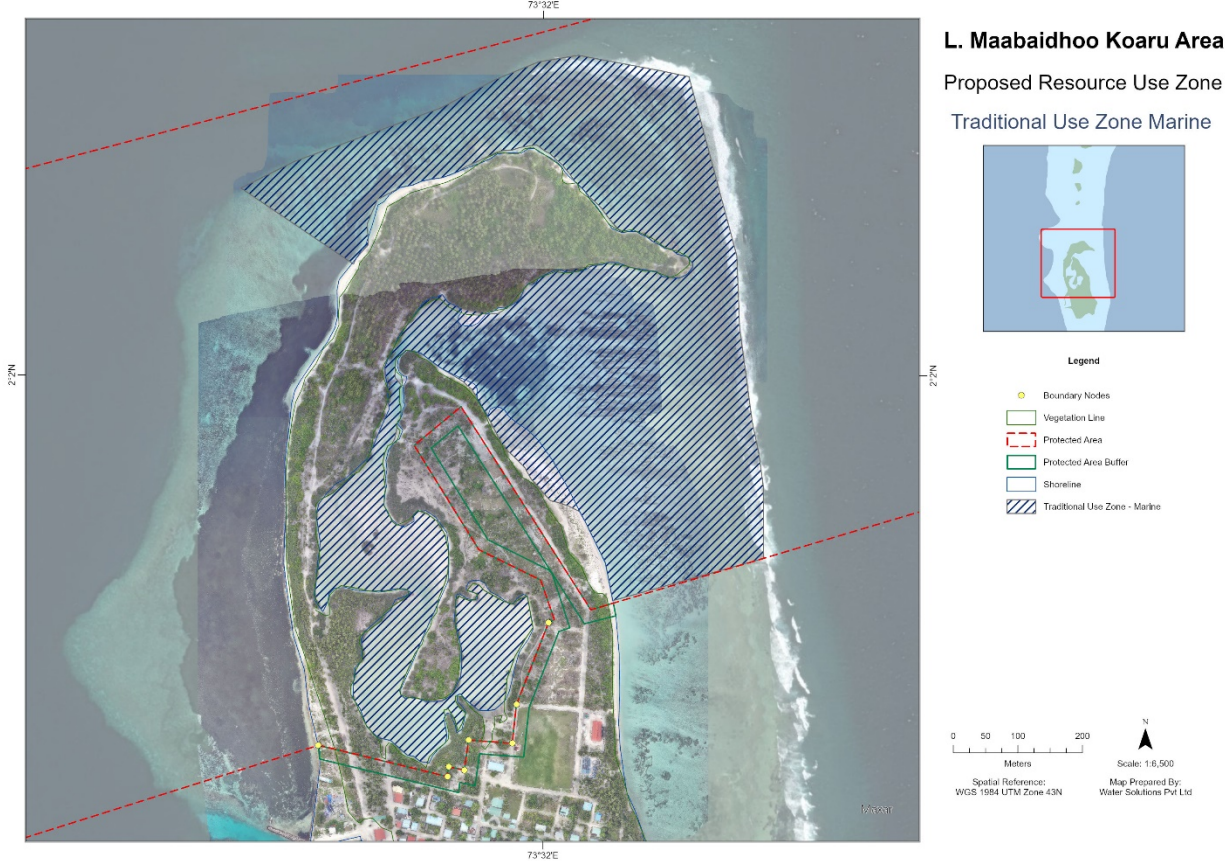 73°32'E
L. Maabaidhoo Koaru Area
Proposed Resource Use Zone
Traditional Use Zone Marine
2°2'N
2°2'N
Legend
Boundary Nodes
Vegetation Line
Protected Area
Protected Area Buffer
Shoreline
Traditional Use Zone - Marine
0 50 100 200
Meters
N
Scale: 1:6,500
Spatial Reference:
WGS 1984 UTM Zone 43N
Map Prepared By:
Water Solutions Pvt Ltd
Maxar
73°32'E